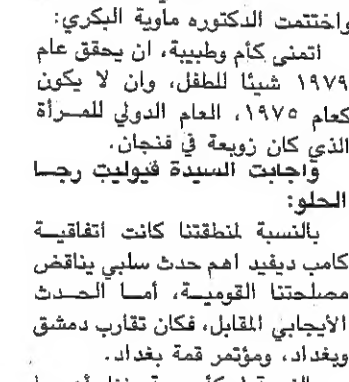 واختتمت الدكتوره مأوية البكري:
اتمنى كأم وطبيبة، ان يحقق عام
١٩٧٩ شيئا للطفل، وان لا يكون
كعام ١٩٧٥، العام الدولي للمـرأة
الذي كان زوبعة في فنجان.
واجابت السيدة فيوليت رجـا
الحلو:
بالنسبة لمنطقتنا كانت أتفاقيـة
كامب ديفيد اهم حدث سلبي يناقض
مصلحتنا القوميـة، أمـا الحـدث
الأيجابي المقابل، فكان تقارب دمشق
وبغداد، ومؤتمر قمة بغداد.